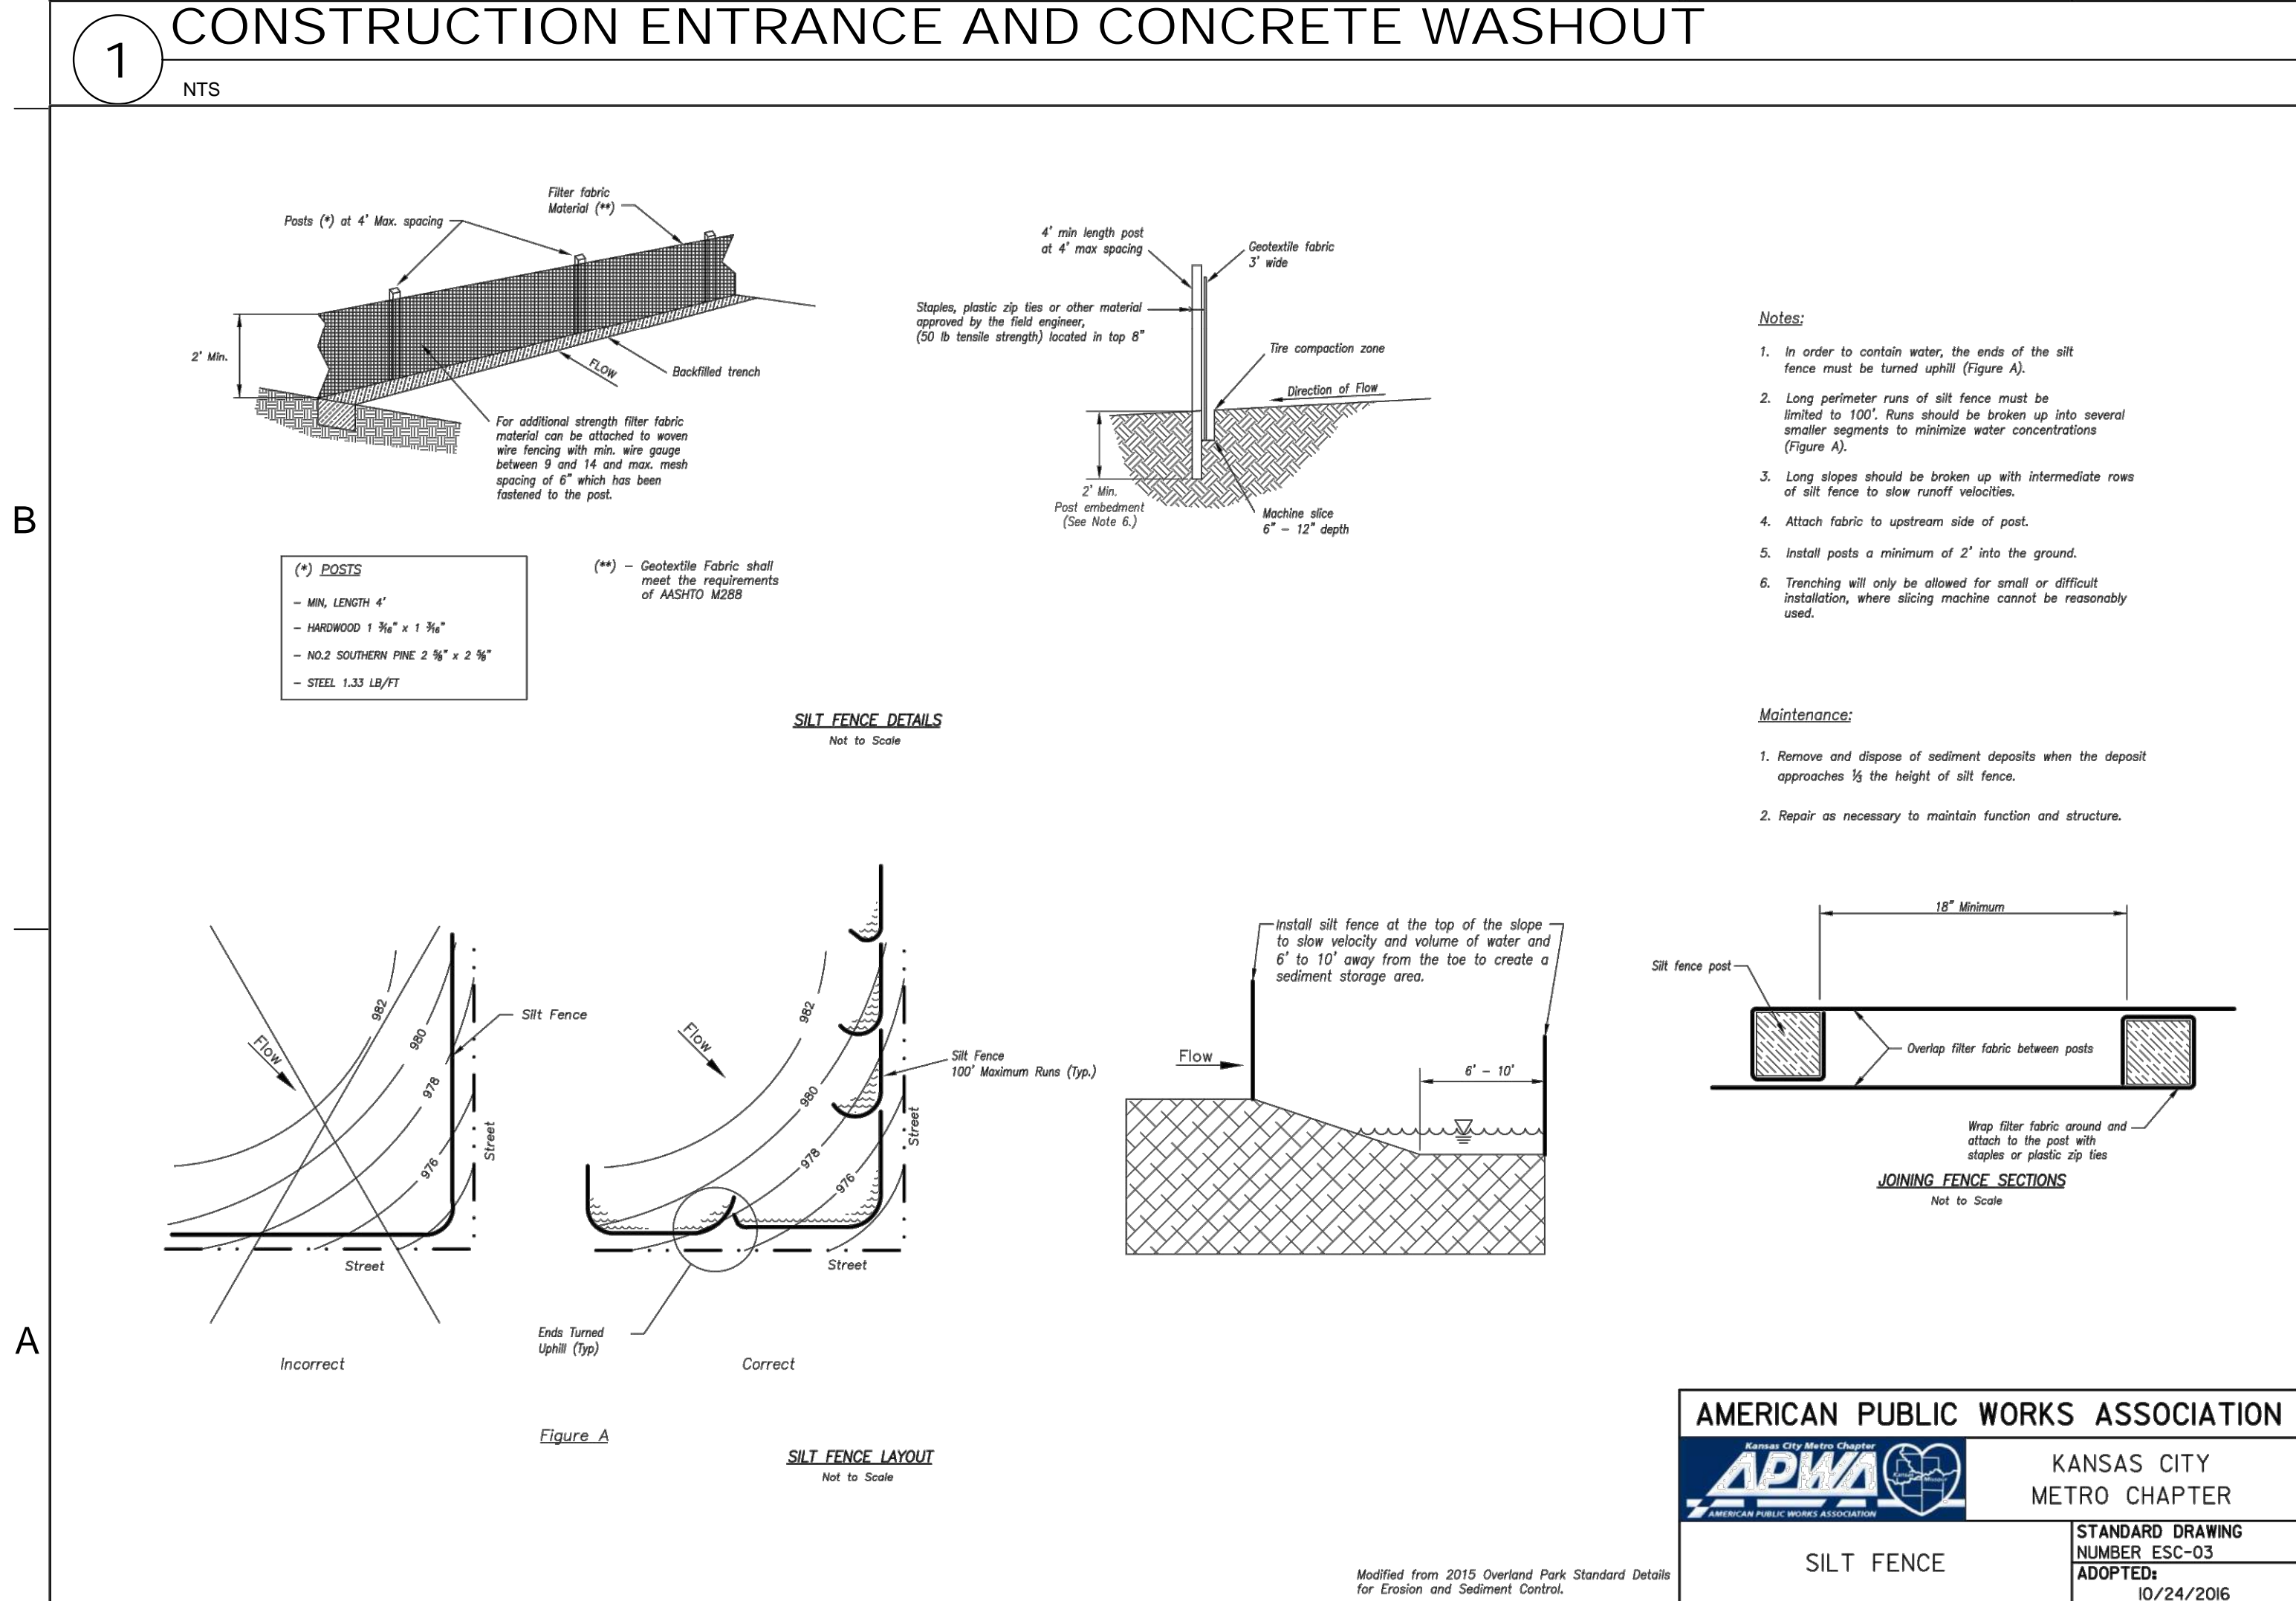 1
CONSTRUCTION ENTRANCE AND CONCRETE WASHOUT
NTS
B
A
Posts (*) at 4' Max. spacing
Filter fabric
Material (**)
2' Min.
FLOW
Backfilled trench
For additional strength filter fabric
material can be attached to woven
wire fencing with min. wire gauge
between 9 and 14 and max. mesh
spacing of 6" which has been
fastened to the post.
4' min length post
at 4' max spacing
Geotextile fabric
3' wide
Staples, plastic zip ties or other material
approved by the field engineer,
(50 lb tensile strength) located in top 8"
Tire compaction zone
Direction of Flow
2' Min.
Post embedment
(See Note 6.)
Machine slice
6" – 12" depth
(*) POSTS
– MIN, LENGTH 4'
– HARDWOOD 1 3/16" x 1 3/16"
– NO.2 SOUTHERN PINE 2 5/8" x 2 5/8"
– STEEL 1.33 LB/FT
(**) – Geotextile Fabric shall
meet the requirements
of AASHTO M288
SILT FENCE DETAILS
Not to Scale
Notes:
1. In order to contain water, the ends of the silt
fence must be turned uphill (Figure A).
2. Long perimeter runs of silt fence must be
limited to 100'. Runs should be broken up into several
smaller segments to minimize water concentrations
(Figure A).
3. Long slopes should be broken up with intermediate rows
of silt fence to slow runoff velocities.
4. Attach fabric to upstream side of post.
5. Install posts a minimum of 2' into the ground.
6. Trenching will only be allowed for small or difficult
installation, where slicing machine cannot be reasonably
used.
Maintenance:
1. Remove and dispose of sediment deposits when the deposit
approaches 1/3 the height of silt fence.
2. Repair as necessary to maintain function and structure.
Flow
982
980
978
976
Silt Fence
Street
Street
Incorrect
Flow
982
980
978
976
Silt Fence
100' Maximum Runs (Typ.)
Street
Street
Ends Turned
Uphill (Typ)
Correct
Figure A
SILT FENCE LAYOUT
Not to Scale
Install silt fence at the top of the slope
to slow velocity and volume of water and
6' to 10' away from the toe to create a
sediment storage area.
Flow
6' – 10'
18" Minimum
Silt fence post
Overlap filter fabric between posts
Wrap filter fabric around and
attach to the post with
staples or plastic zip ties
JOINING FENCE SECTIONS
Not to Scale
Modified from 2015 Overland Park Standard Details
for Erosion and Sediment Control.
AMERICAN PUBLIC WORKS ASSOCIATION
Kansas City Metro Chapter
APWA
Kansas Missouri
AMERICAN PUBLIC WORKS ASSOCIATION
KANSAS CITY
METRO CHAPTER
SILT FENCE
STANDARD DRAWING
NUMBER ESC-03
ADOPTED:
10/24/2016